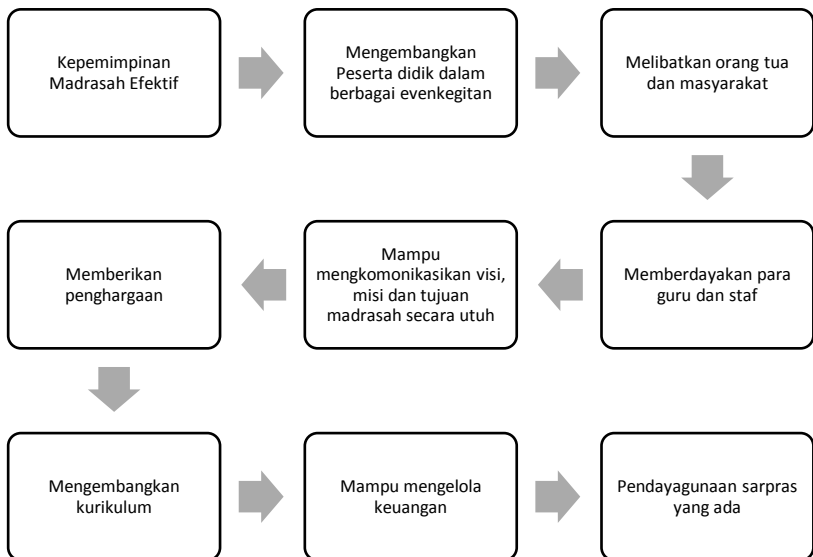 Kepemimpinan
Madrasah Efektif
Mengembangkan
Peserta didik dalam
berbagai evenkegitan
Melibatkan orang tua
dan masyarakat
Memberdayakan para
guru dan staf
Mampu
mengkomonikasikan visi,
misi dan tujuan
madrasah secara utuh
Memberikan
penghargaan
Mengembangkan
kurikulum
Mampu mengelola
keuangan
Pendayagunaan sarpras
yang ada